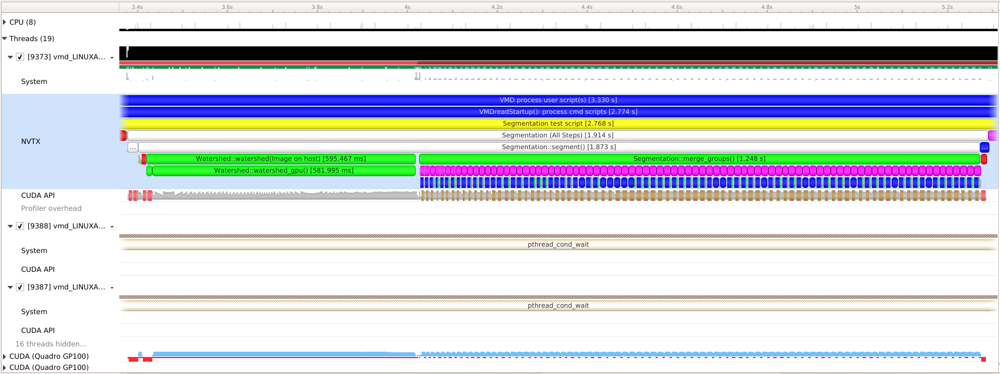 3.4s 3.6s 3.8s 4s 4.2s 4.4s 4.6s 4.8s 5s 5.2s
CPU (8)
Threads (19)
[9373] vmd_LINUXA...
System
VMD process user script(s) [3.330 s]
VMDreadStartup(): process cmd scripts [2.774 s]
Segmentation test script [2.768 s]
Segmentation (All Steps) [1.914 s]
NVTX
... Segmentation::segment() [1.873 s] ...
Watershed::watershed(Image on host) [595.467 ms] Segmentation::merge_groups() [1.248 s]
Watershed::watershed_gpu() [581.995 ms]
CUDA API
Profiler overhead
[9388] vmd_LINUXA...
pthread_cond_wait
System
CUDA API
[9387] vmd_LINUXA...
pthread_cond_wait
System
CUDA API
16 threads hidden...
CUDA (Quadro GP100)
CUDA (Quadro GP100)